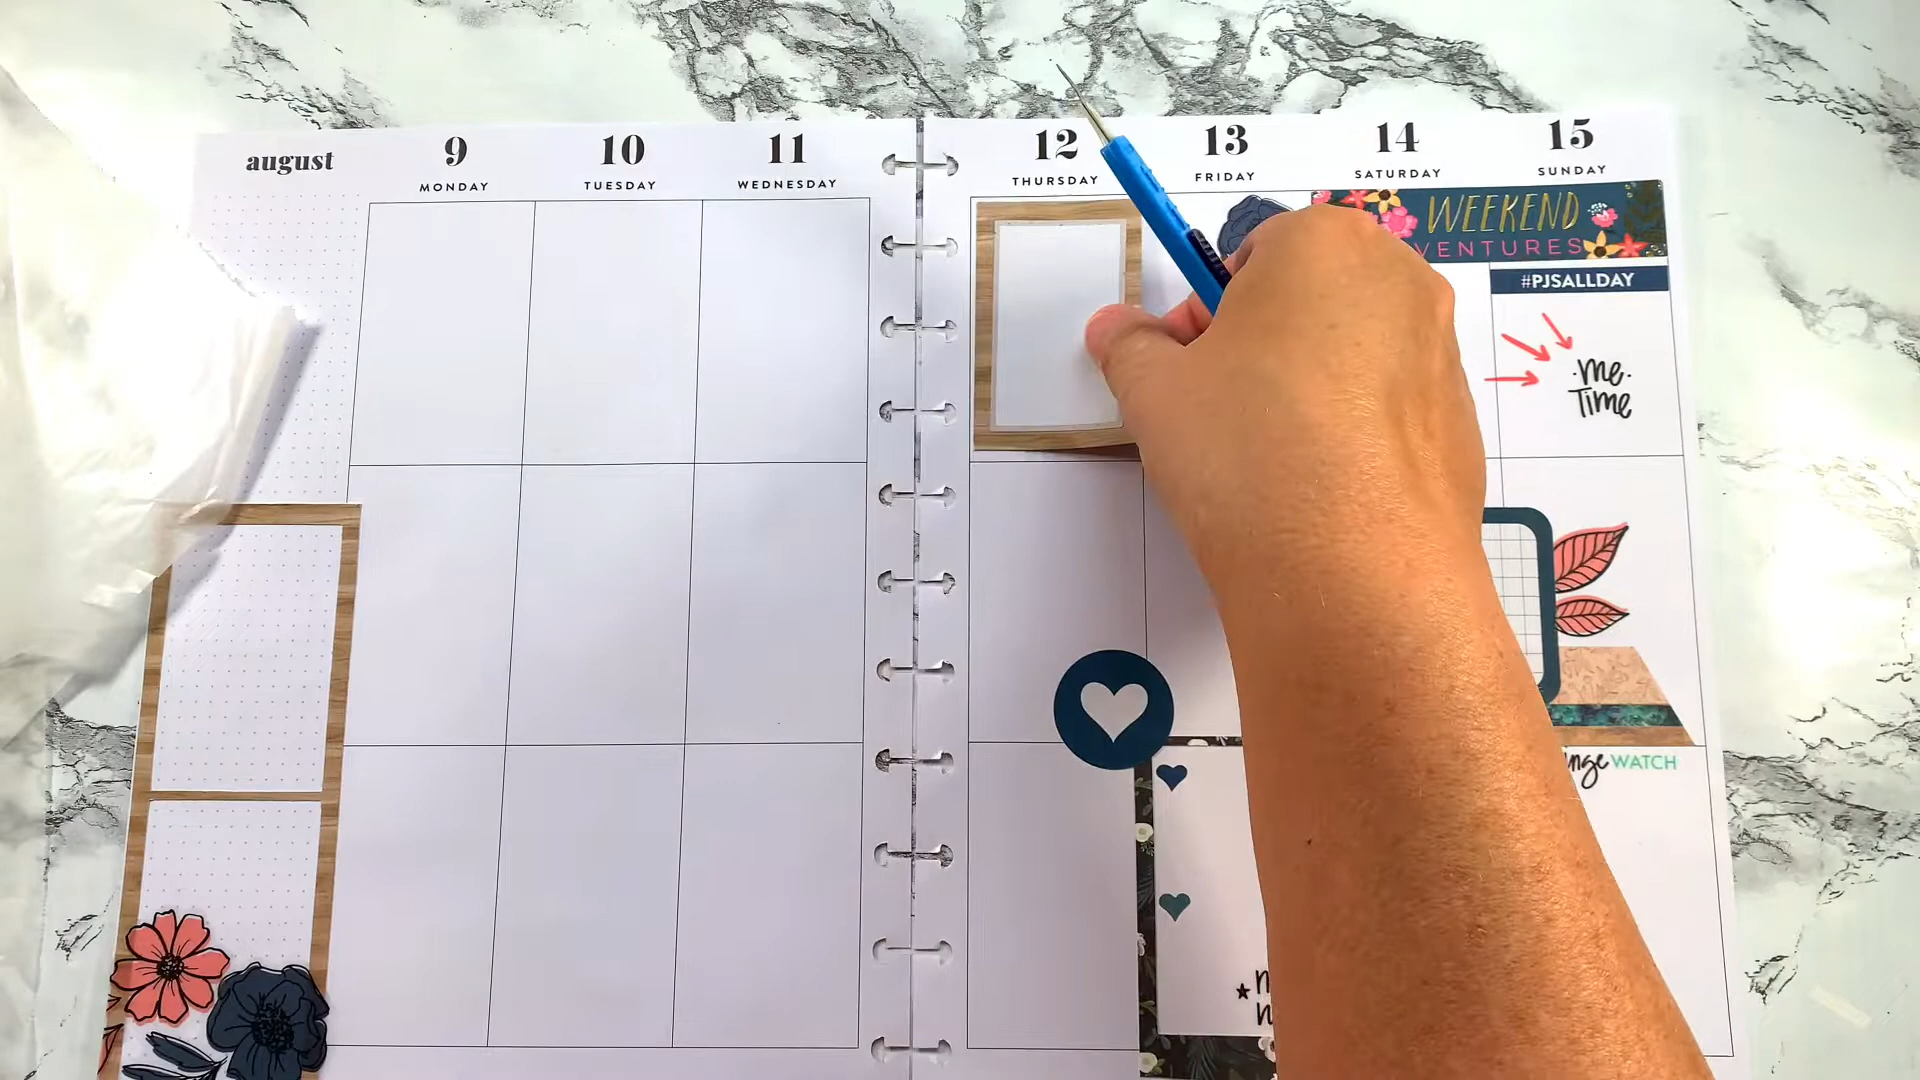 august
9
MONDAY
10
TUESDAY
11
WEDNESDAY
12
THURSDAY
13
FRIDAY
14
SATURDAY
15
SUNDAY
WEEKEND
VENTURES
#PJSALLDAY
me
Time
WATCH